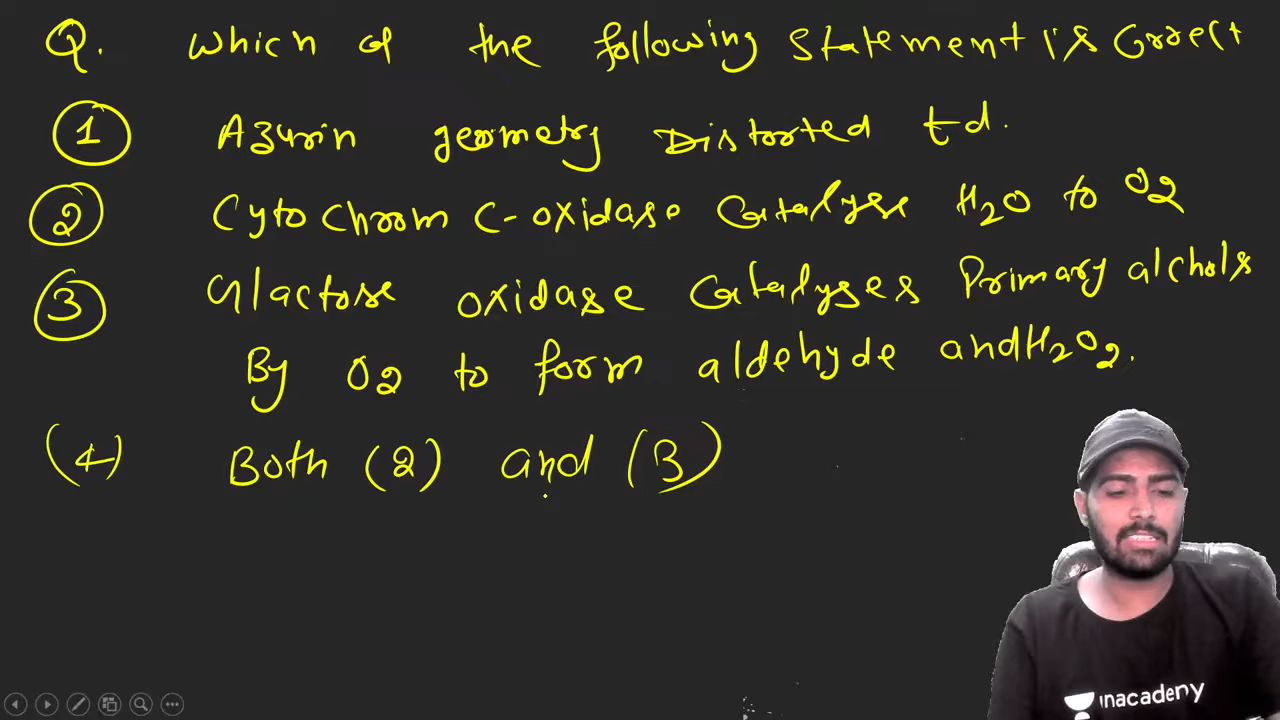 Q. Which of the following Statement is Correct
1 Azurin geometry Distorted td.
2 Cytochrom C-oxidase Catalyse H2O to O2
3 Glactose oxidase Catalyses Primary alchols
By O2 to form aldehyde and H2O2.
(4) Both (2) and (3)
unacademy